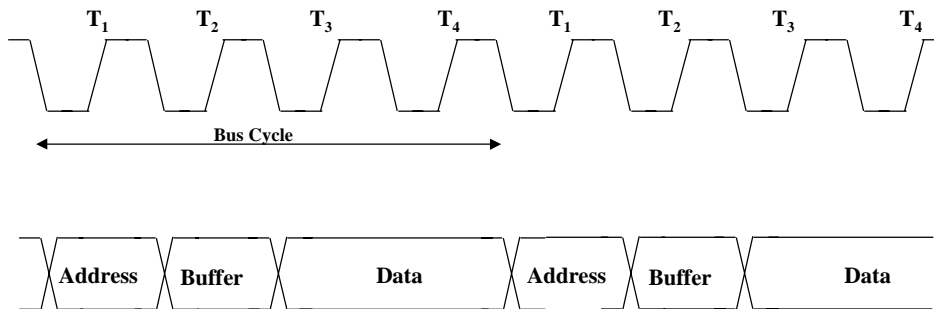 T₁ T₂ T₃ T₄ T₁ T₂ T₃ T₄
Bus Cycle
Address Buffer Data Address Buffer Data